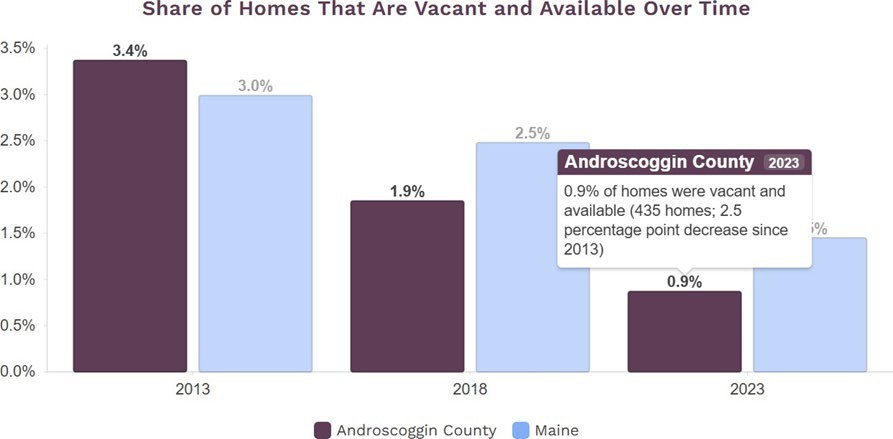 Share of Homes That Are Vacant and Available Over Time
3.5%
3.0%
2.5%
2.0%
1.5%
1.0%
0.5%
0.0%
3.4%
3.0%
1.9%
2.5%
Androscoggin County 2023
0.9% of homes were vacant and
available (435 homes; 2.5
percentage point decrease since
2013)
0.9%
2013
2018
2023
Androscoggin County
Maine